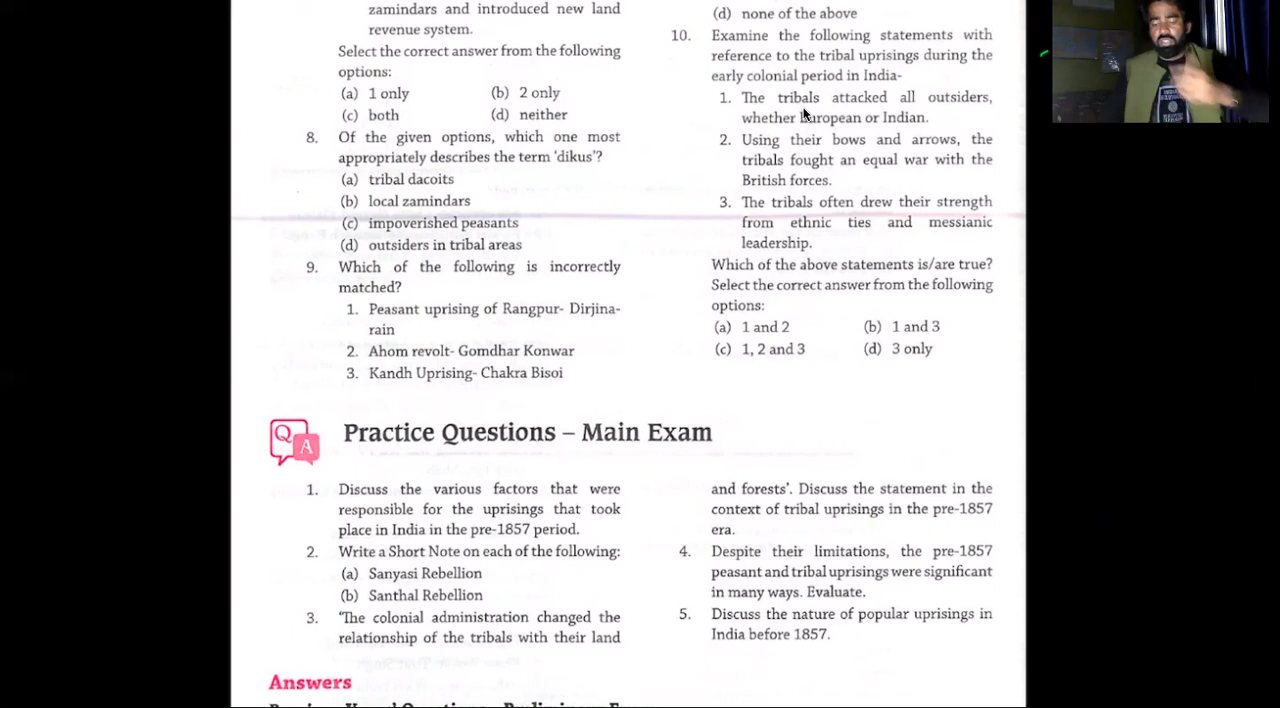 zamindars and introduced new land
revenue system.
Select the correct answer from the following
options:
(a) 1 only (b) 2 only
(c) both (d) neither
8. Of the given options, which one most
appropriately describes the term 'dikus'?
(a) tribal dacoits
(b) local zamindars
(c) impoverished peasants
(d) outsiders in tribal areas
9. Which of the following is incorrectly
matched?
1. Peasant uprising of Rangpur- Dirjina-
rain
2. Ahom revolt- Gomdhar Konwar
3. Kandh Uprising- Chakra Bisoi
(d) none of the above
10. Examine the following statements with
reference to the tribal uprisings during the
early colonial period in India-
1. The tribals attacked all outsiders,
whether European or Indian.
2. Using their bows and arrows, the
tribals fought an equal war with the
British forces.
3. The tribals often drew their strength
from ethnic ties and messianic
leadership.
Which of the above statements is/are true?
Select the correct answer from the following
options:
(a) 1 and 2 (b) 1 and 3
(c) 1, 2 and 3 (d) 3 only
Q A
Practice Questions – Main Exam
1. Discuss the various factors that were
responsible for the uprisings that took
place in India in the pre-1857 period.
2. Write a Short Note on each of the following:
(a) Sanyasi Rebellion
(b) Santhal Rebellion
3. 'The colonial administration changed the
relationship of the tribals with their land
and forests'. Discuss the statement in the
context of tribal uprisings in the pre-1857
era.
4. Despite their limitations, the pre-1857
peasant and tribal uprisings were significant
in many ways. Evaluate.
5. Discuss the nature of popular uprisings in
India before 1857.
Answers